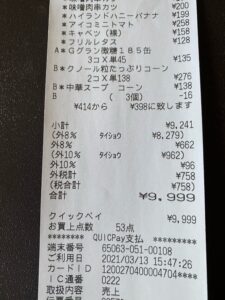 *味噌肉串カツ ¥200
*味噌肉串カツ ¥199
*ハイランドハニーバナナ ¥199
*アイコミニトマト ¥258
*キャベツ(裸) ¥158
*フリルレタス ¥128
A*Gグラン微糖185缶
3コX単45 ¥135
B*クノール粒たっぷりコーン
2コX単138 ¥276
B*中華スープ コーン ¥138
B ( 3個) -16
¥414から ¥398に致します
小計 ¥9,241
(外8% タイショウ ¥8,279)
(外8% ¥662)
(外10% タイショウ ¥962)
(外10% ¥96
外税計 ¥758
(税合計 ¥758)
合計 ¥9,999
クイックペイ ¥9,999
お買上点数 53点
******** QUICPay支払 ********
端末番号 65063-051-00108
ご利用日 2021/03/13 15:47:26
カードID 12002704000004704****
IC通番 0222
取扱内容 売上